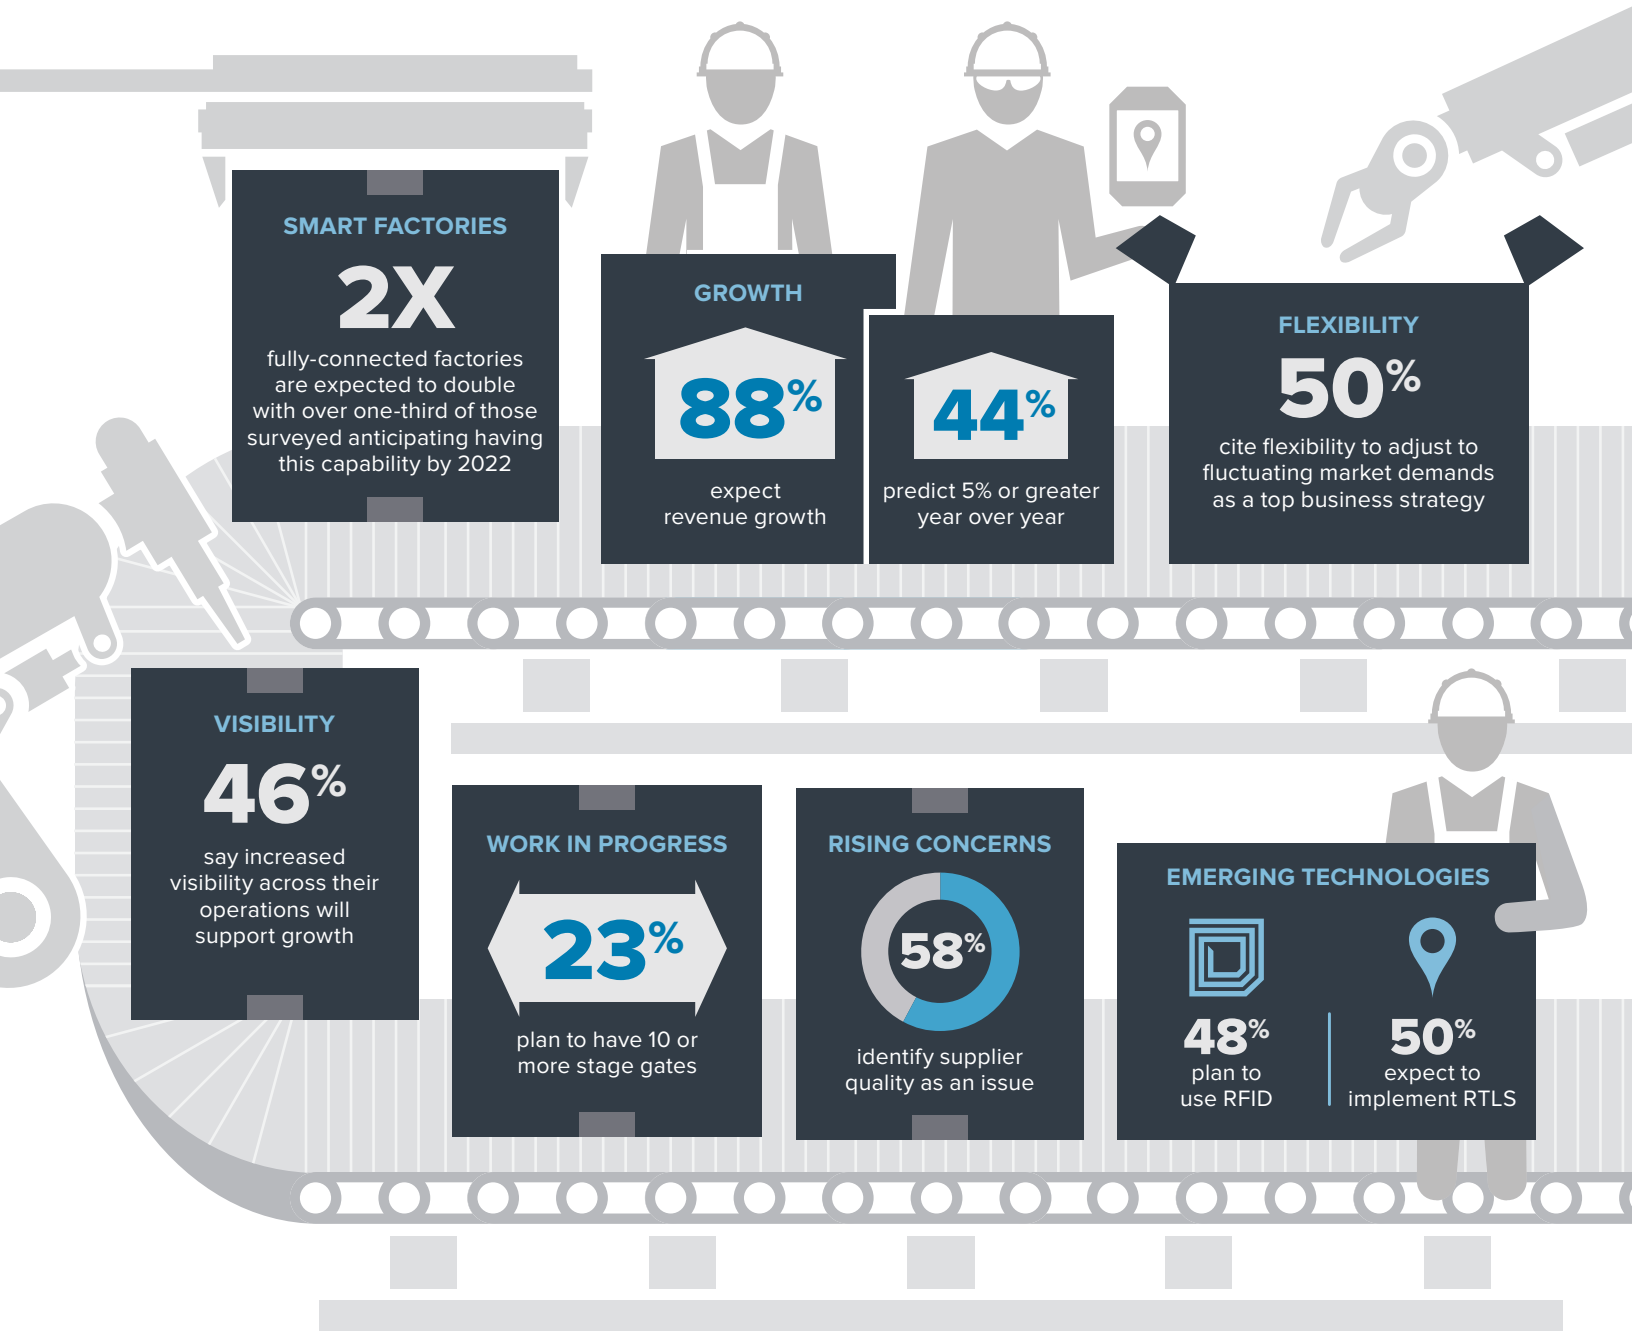 SMART FACTORIES
2X
fully-connected factories
are expected to double
with over one-third of those
surveyed anticipating having
this capability by 2022
GROWTH
88%
expect
revenue growth
44%
predict 5% or greater
year over year
FLEXIBILITY
50%
cite flexibility to adjust to
fluctuating market demands
as a top business strategy
VISIBILITY
46%
say increased
visibility across their
operations will
support growth
WORK IN PROGRESS
23%
plan to have 10 or
more stage gates
RISING CONCERNS
58%
identify supplier
quality as an issue
EMERGING TECHNOLOGIES
48%
plan to
use RFID
50%
expect to
implement RTLS